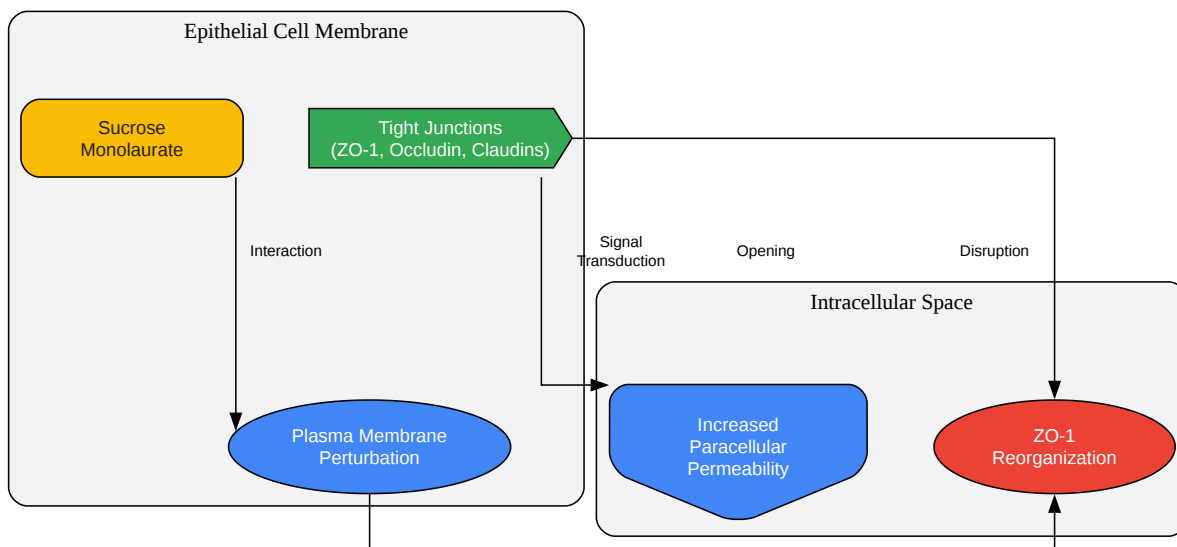 Epithelial Cell Membrane
Sucrose
Monolaurate
Tight Junctions
(ZO-1, Occludin, Claudins)
Interaction
Signal
Transduction
Opening
Disruption
Intracellular Space
Plasma Membrane
Perturbation
Increased
Paracellular
Permeability
ZO-1
Reorganization